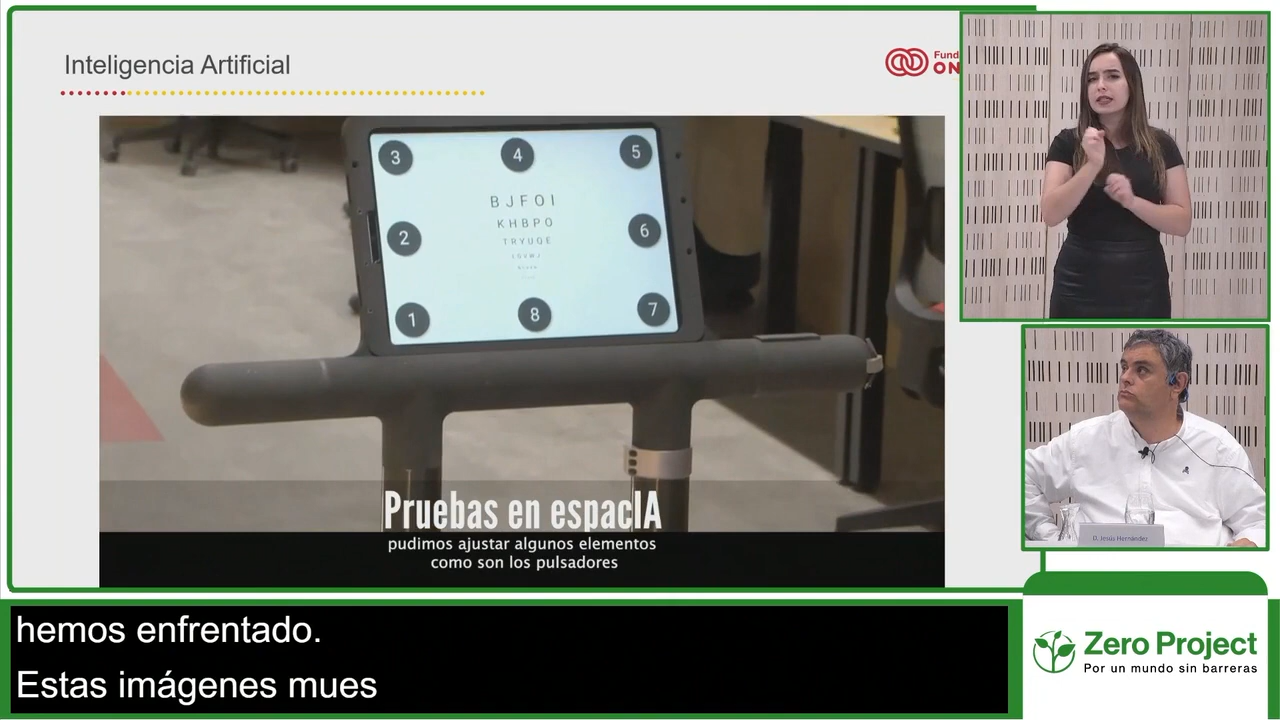 Inteligencia Artificial
Fund
ON
3
4
5
BJFOI
KHBPO
TRYUQE
2
6
1
8
7
Pruebas en espacIA
pudimos ajustar algunos elementos
como son los pulsadores
D. Jesús Hernández
hemos enfrentado.
Estas imágenes mues
Zero Project
Por un mundo sin barreras